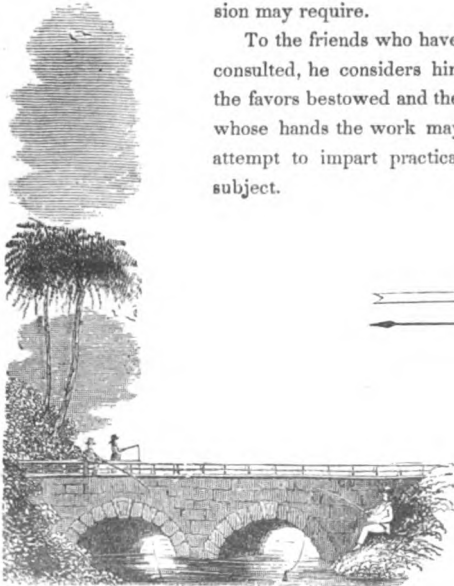 sion may require.
To the friends who have
consulted, he considers him
the favors bestowed and the
whose hands the work may
attempt to impart practica
subject.